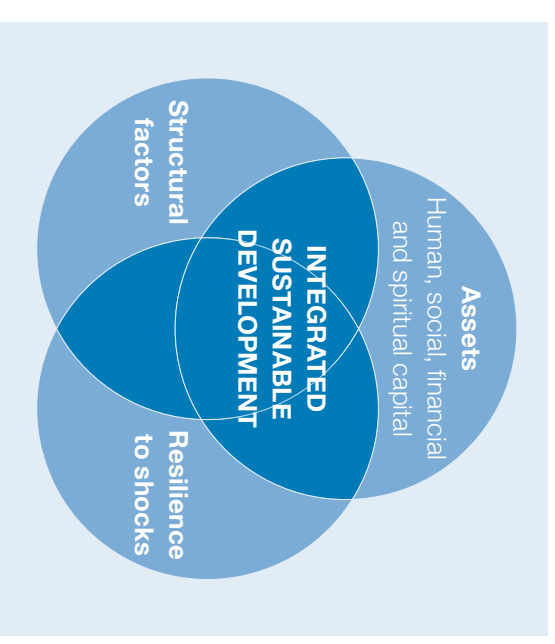 Assets
Human, social, financial
and spiritual capital
INTEGRATED
SUSTAINABLE
DEVELOPMENT
Structural
factors
Resilience
to shocks